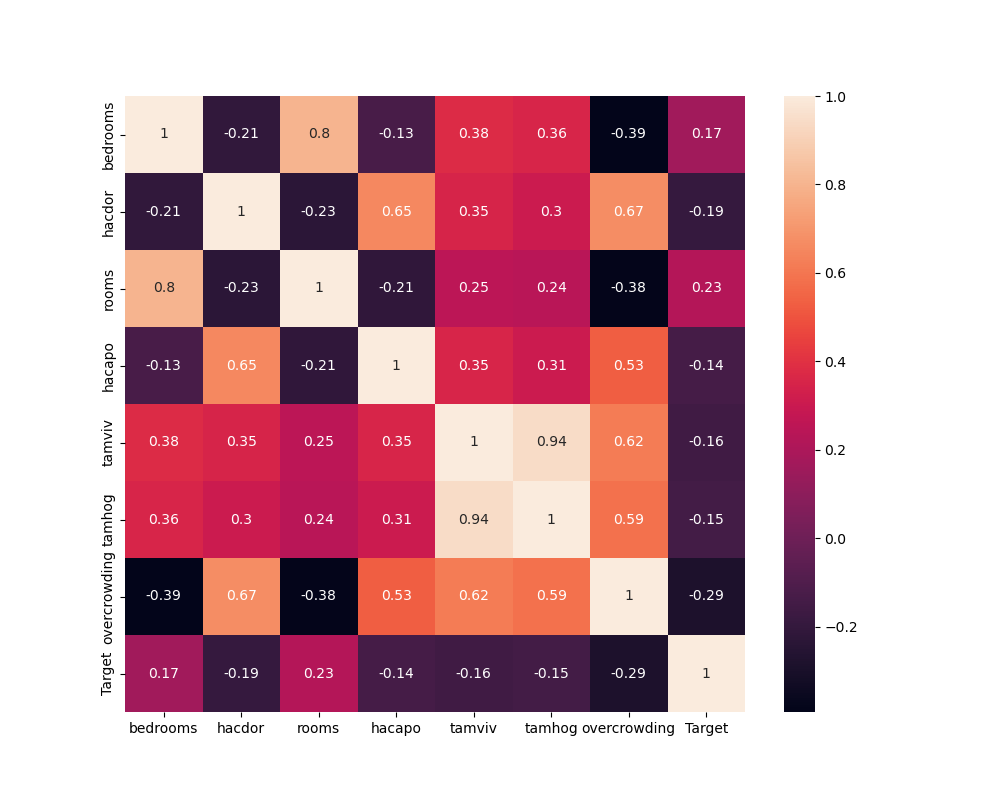 bedrooms 1 -0.21 0.8 -0.13 0.38 0.36 -0.39 0.17
hacdor -0.21 1 -0.23 0.65 0.35 0.3 0.67 -0.19
rooms 0.8 -0.23 1 -0.21 0.25 0.24 -0.38 0.23
hacapo -0.13 0.65 -0.21 1 0.35 0.31 0.53 -0.14
tamviv 0.38 0.35 0.25 0.35 1 0.94 0.62 -0.16
tamhog 0.36 0.3 0.24 0.31 0.94 1 0.59 -0.15
overcrowding -0.39 0.67 -0.38 0.53 0.62 0.59 1 -0.29
Target 0.17 -0.19 0.23 -0.14 -0.16 -0.15 -0.29 1
bedrooms hacdor rooms hacapo tamviv tamhog overcrowding Target
1.0
0.8
0.6
0.4
0.2
0.0
−0.2